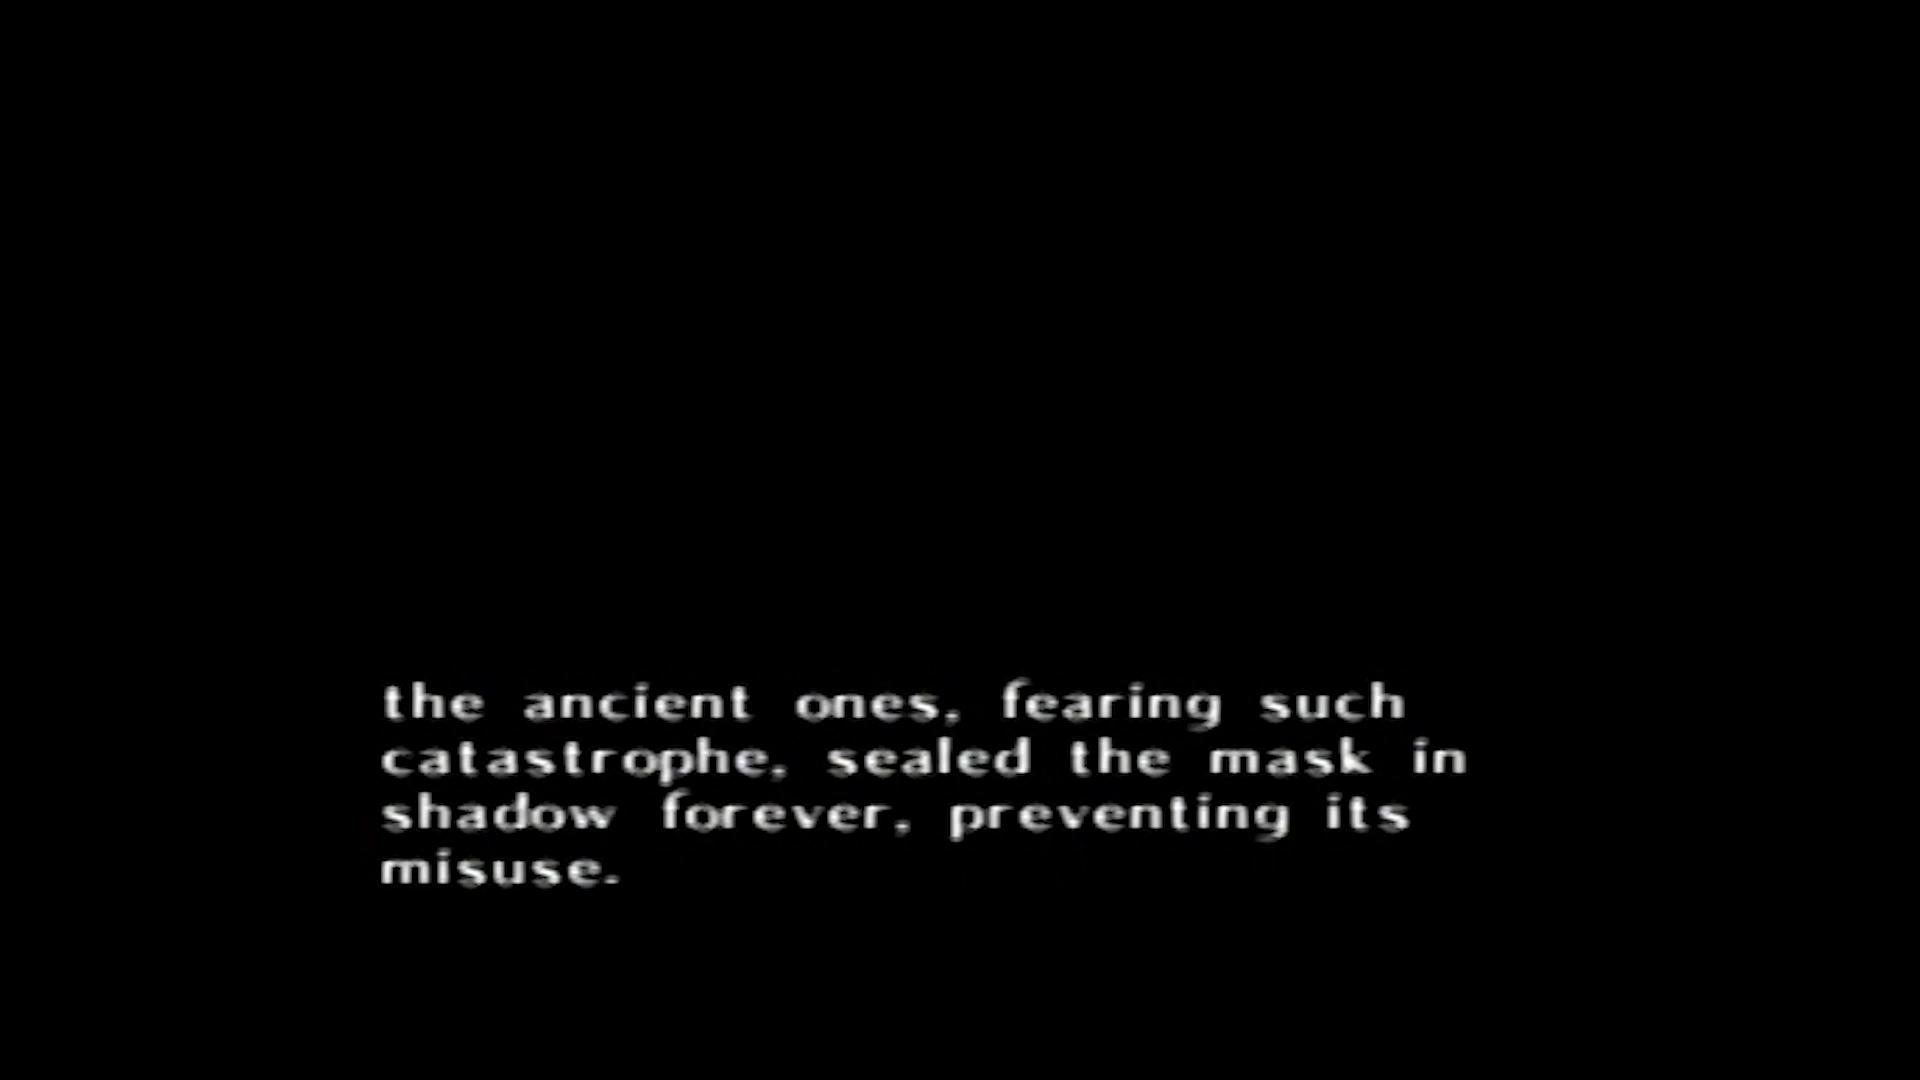 the ancient ones, fearing such
catastrophe, sealed the mask in
shadow forever, preventing its
misuse.